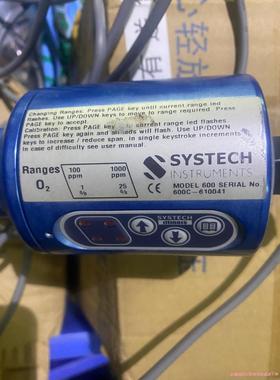 Changing Ranges: Press PAGE key until current range led
flashes. Use UP/DOWN keys to move to range required. Press
PAGE key to accept.
Calibration: Press PAGE key current range led flashes
PAGE key again and all leds will flash. Use UP/DOWN
keys to increase / reduce span, in single keystroke increments
In case of difficulty see user manual.
Ranges
O2
100 ppm
1000 ppm
1 %
25 %
SYSTECH
INSTRUMENTS
MODEL 600 SERIAL No.
600C-610041
SYSTECH